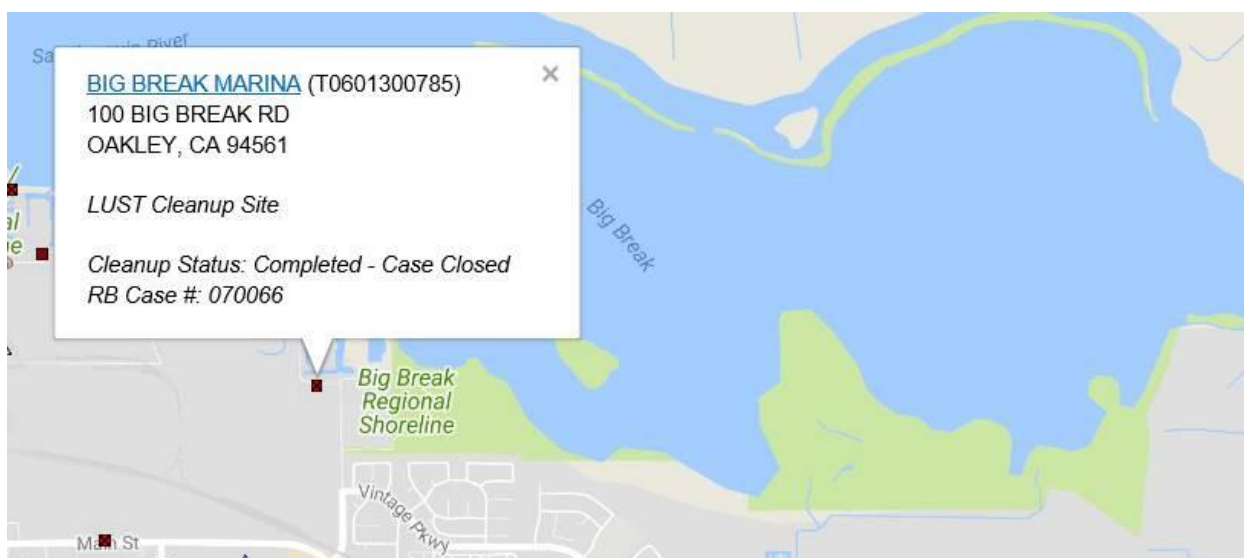 BIG BREAK MARINA (T0601300785)
100 BIG BREAK RD
OAKLEY, CA 94561
LUST Cleanup Site
Cleanup Status: Completed - Case Closed
RB Case #: 070066
River
Big Break
Big Break
Regional
Shoreline
Vintage Pkwy
Main St